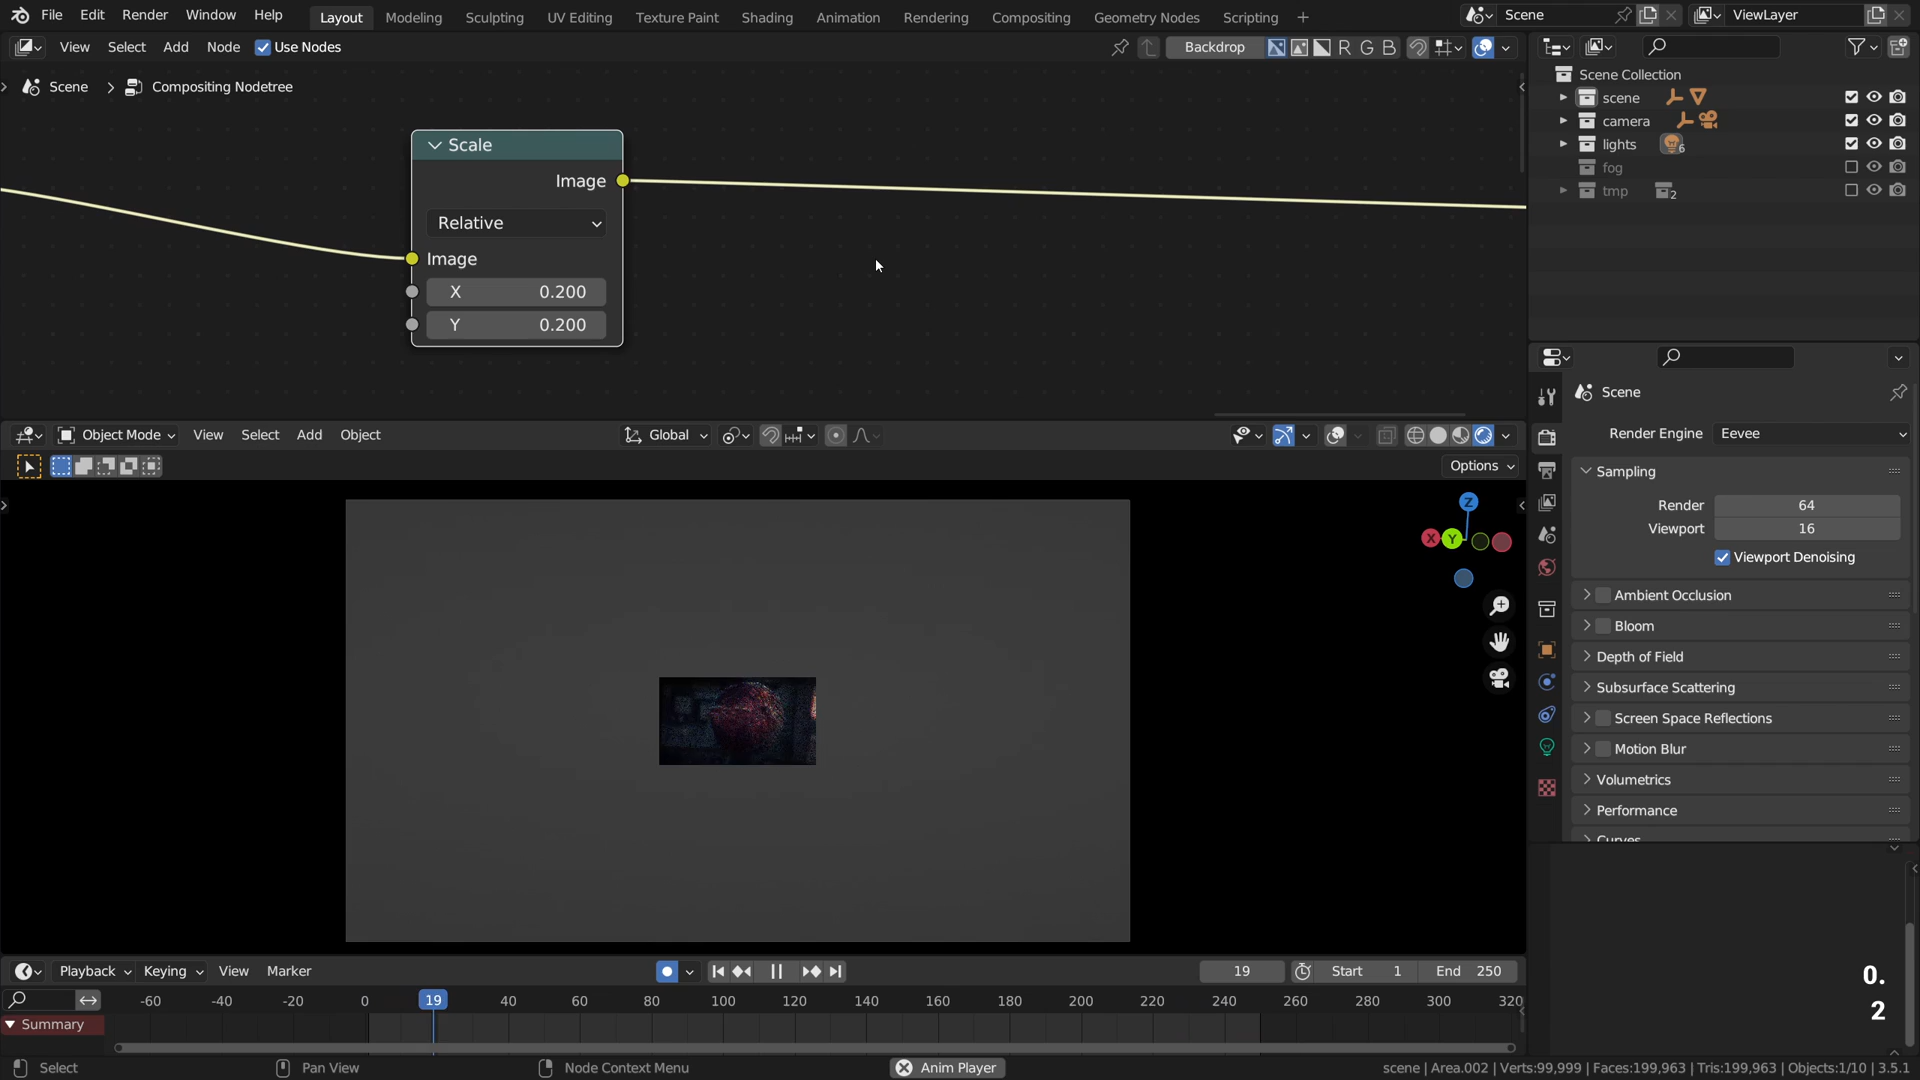 File Edit Render Window Help Layout Modeling Sculpting UV Editing Texture Paint Shading Animation Rendering Compositing Geometry Nodes Scripting + Scene ViewLayer
View Select Add Node Use Nodes Backdrop R G B
Scene > Compositing Nodetree
Scene Collection
scene
camera
lights 6
fog
tmp 2
Scale
Image
Relative
Image
X 0.200
Y 0.200
Scene
Render Engine Eevee
Sampling
Render 64
Viewport 16
Viewport Denoising
Ambient Occlusion
Bloom
Depth of Field
Subsurface Scattering
Screen Space Reflections
Motion Blur
Volumetrics
Performance
Curves
Object Mode View Select Add Object Global
Options
Z
X Y
Playback Keying View Marker 19 Start 1 End 250
-60 -40 -20 0 19 40 60 80 100 120 140 160 180 200 220 240 260 280 300 320
Summary
0.
2
Select Pan View Node Context Menu Anim Player scene | Area.002 | Verts:99,999 | Faces:199,963 | Tris:199,963 | Objects:1/10 | 3.5.1